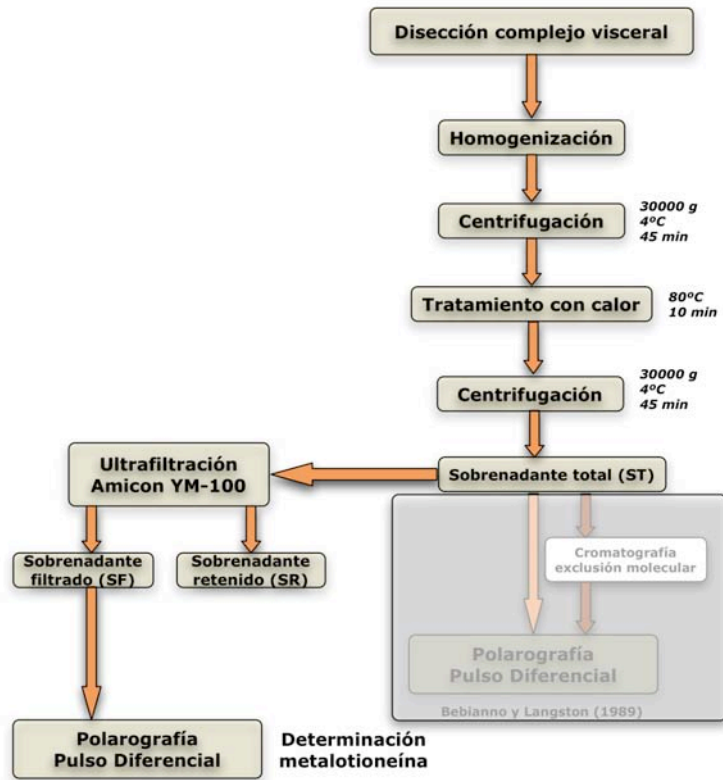 Disección complejo visceral
Homogenización
Centrifugación
30000 g
4ºC
45 min
Tratamiento con calor
80ºC
10 min
Centrifugación
30000 g
4ºC
45 min
Sobrenadante total (ST)
Ultrafiltración
Amicon YM-100
Sobrenadante
filtrado (SF)
Sobrenadante
retenido (SR)
Cromatografía
exclusión molecular
Polarografía
Pulso Diferencial
Bebianno y Langston (1989)
Polarografía
Pulso Diferencial
Determinación
metalotioneína